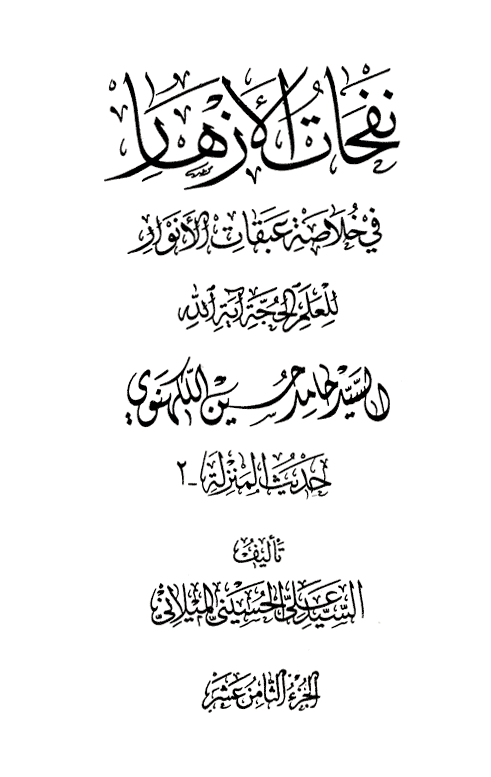 نفحات الأزهار
في خلاصة عبقات الأنوار
للعلم الحجة آية الله
السيد حامد حسين اللكهنوي
حديث المنزلة - ٢
تأليف
السيد علي الحسيني الميلاني
الجزء الثامن عشر